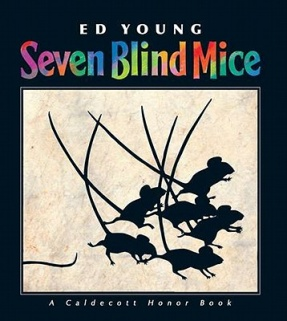 ED YOUNG
Seven Blind Mice
A Caldecott Honor Book